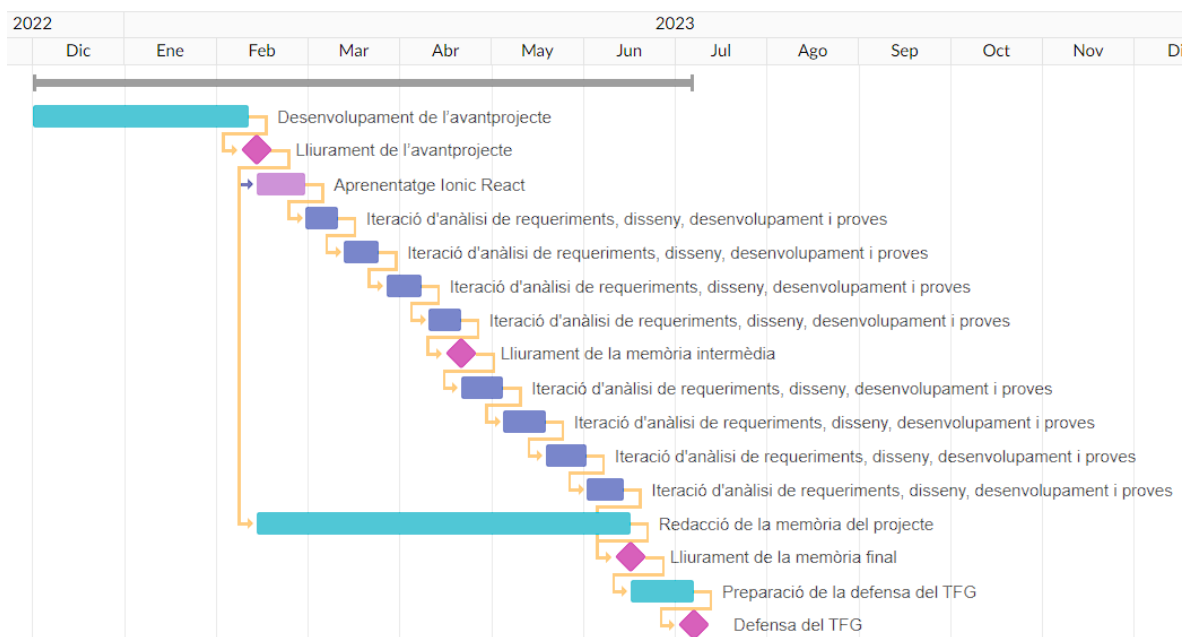 2022 2023
Dic Ene Feb Mar Abr May Jun Jul Ago Sep Oct Nov Di
Desenvolupament de l'avantprojecte
Lliurament de l'avantprojecte
Aprenentatge Ionic React
Iteració d'anàlisi de requeriments, disseny, desenvolupament i proves
Iteració d'anàlisi de requeriments, disseny, desenvolupament i proves
Iteració d'anàlisi de requeriments, disseny, desenvolupament i proves
Iteració d'anàlisi de requeriments, disseny, desenvolupament i proves
Lliurament de la memòria intermèdia
Iteració d'anàlisi de requeriments, disseny, desenvolupament i proves
Iteració d'anàlisi de requeriments, disseny, desenvolupament i proves
Iteració d'anàlisi de requeriments, disseny, desenvolupament i proves
Iteració d'anàlisi de requeriments, disseny, desenvolupament i proves
Redacció de la memòria del projecte
Lliurament de la memòria final
Preparació de la defensa del TFG
Defensa del TFG